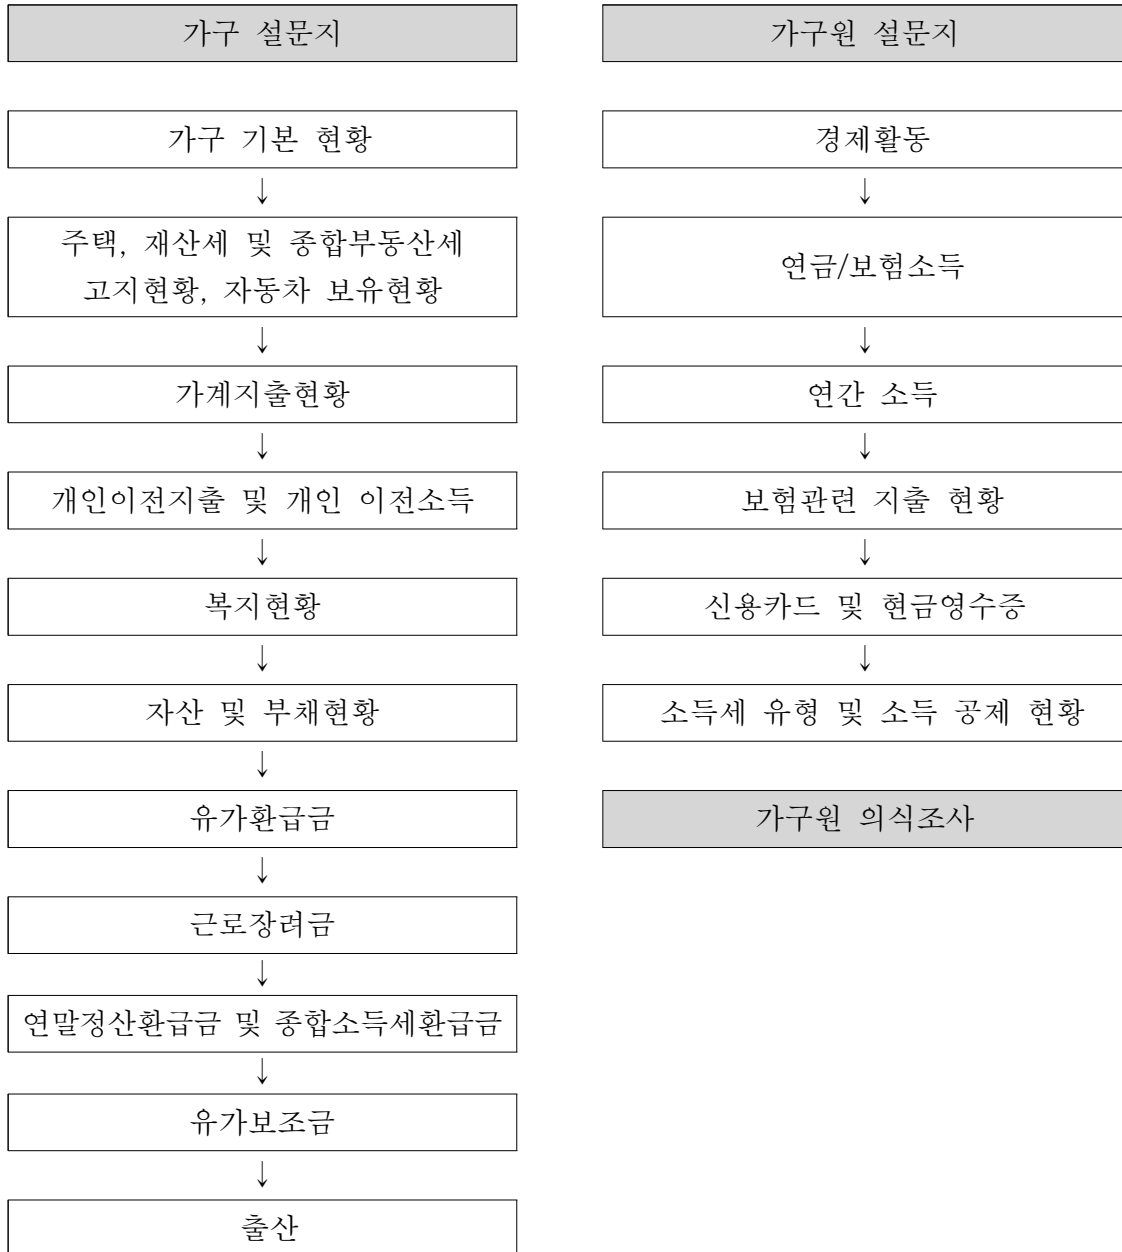 가구 설문지
가구 기본 현황
↓
주택, 재산세 및 종합부동산세
고지현황, 자동차 보유현황
↓
가계지출현황
↓
개인이전지출 및 개인 이전소득
↓
복지현황
↓
자산 및 부채현황
↓
유가환급금
↓
근로장려금
↓
연말정산환급금 및 종합소득세환급금
↓
유가보조금
↓
출산
가구원 설문지
경제활동
↓
연금/보험소득
↓
연간 소득
↓
보험관련 지출 현황
↓
신용카드 및 현금영수증
↓
소득세 유형 및 소득 공제 현황
가구원 의식조사